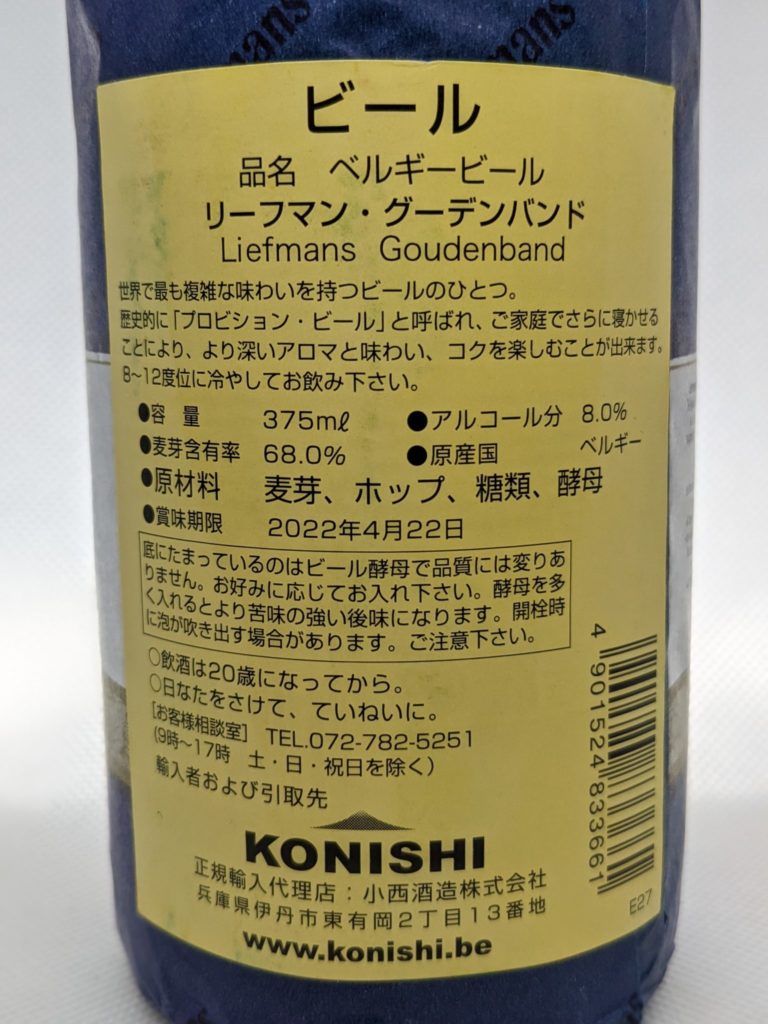 mans
mans
ビール
品名 ベルギービール
リーフマン・グーデンバンド
Liefmans Goudenband
世界で最も複雑な味わいを持つビールのひとつ。
歴史的に「プロビジョン・ビール」と呼ばれ、ご家庭でさらに寝かせる
ことにより、より深いアロマと味わい、コクを楽しむことが出来ます。
8〜12度位に冷やしてお飲み下さい。
●容 量 375mℓ ●アルコール分 8.0%
●麦芽含有率 68.0% ●原産国 ベルギー
●原材料 麦芽、ホップ、糖類、酵母
●賞味期限 2022年4月22日
底にたまっているのはビール酵母で品質には変りあ
りません。お好みに応じてお入れ下さい。酵母を多
く入れるとより苦味の強い後味になります。開栓時
に泡が吹き出す場合があります。ご注意下さい。
○飲酒は20歳になってから。
○日なたをさけて、ていねいに。
[お客様相談室] TEL.072-782-5251
(9時〜17時 土・日・祝日を除く)
輸入者および引取先
KONISHI
正規輸入代理店：小西酒造株式会社
兵庫県伊丹市東有岡2丁目13番地
www.konishi.be
4 901524 833661
E27